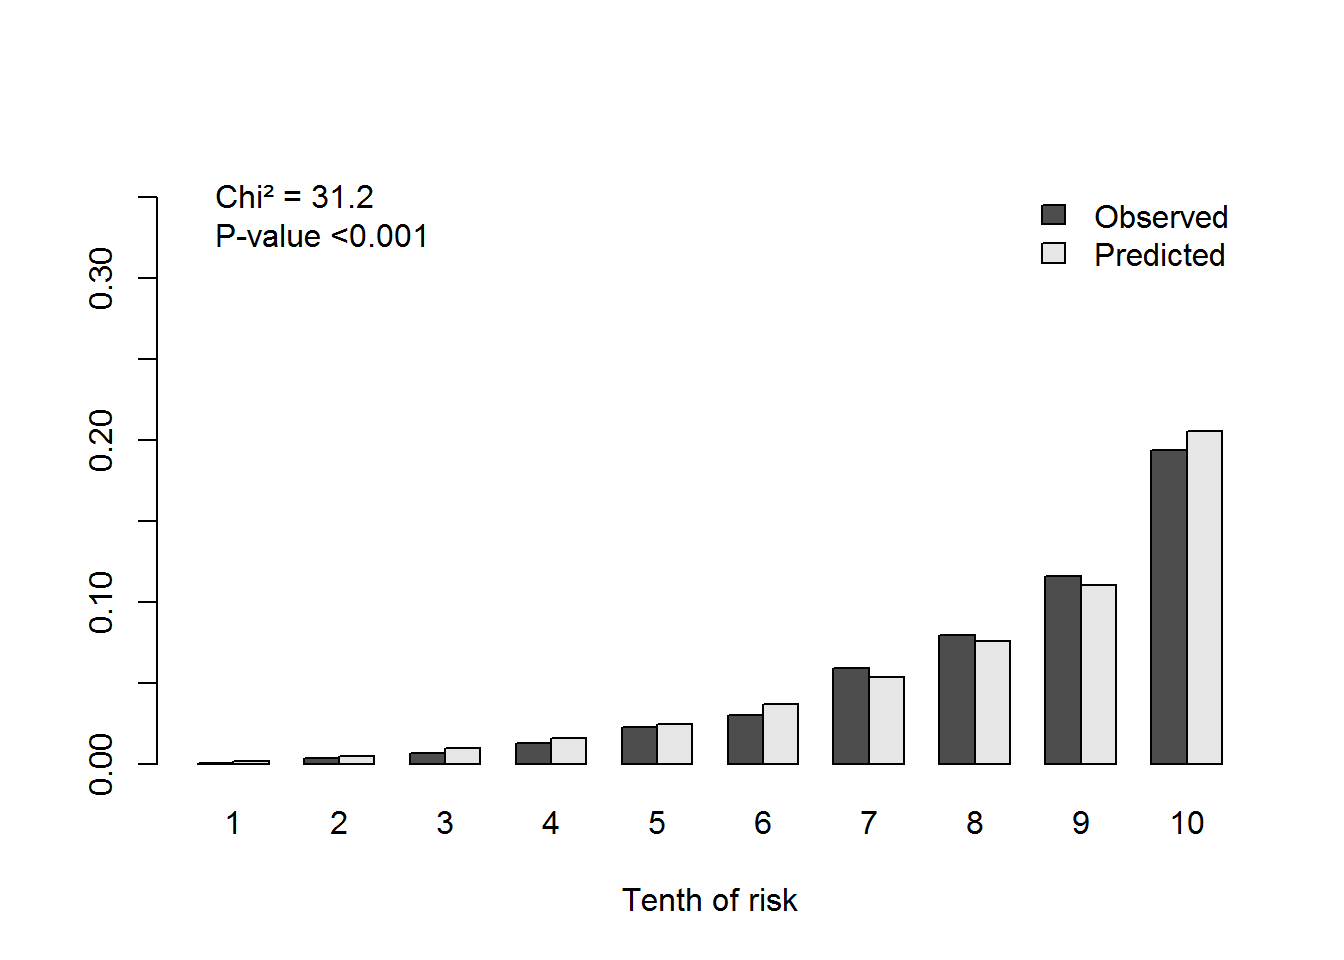 Chi² = 31.2
P-value <0.001
Observed
Predicted
0.30
0.20
0.10
0.00
1 2 3 4 5 6 7 8 9 10
Tenth of risk